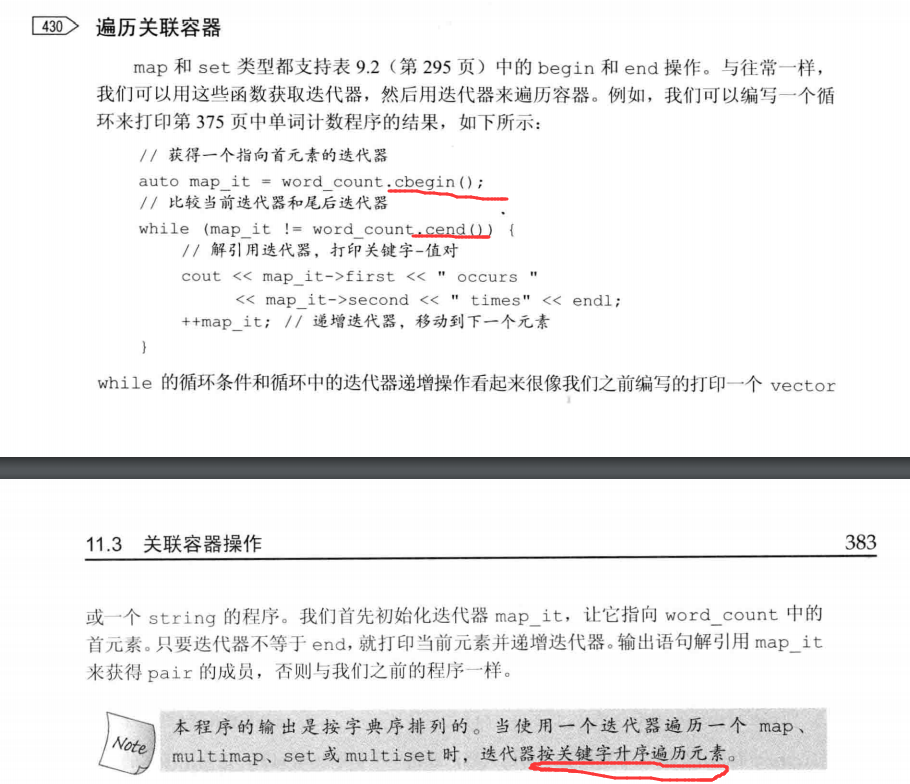 430 遍历关联容器
map 和 set 类型都支持表 9.2（第 295 页）中的 begin 和 end 操作。与往常一样，
我们可以用这些函数获取迭代器，然后用迭代器来遍历容器。例如，我们可以编写一个循
环来打印第 375 页中单词计数程序的结果，如下所示：
// 获得一个指向首元素的迭代器
auto map_it = word_count.cbegin();
// 比较当前迭代器和尾后迭代器
while (map_it != word_count.cend()) {
// 解引用迭代器，打印关键字-值对
cout << map_it->first << " occurs "
<< map_it->second << " times" << endl;
++map_it; // 递增迭代器，移动到下一个元素
}
while 的循环条件和循环中的迭代器递增操作看起来很像我们之前编写的打印一个 vector
11.3 关联容器操作 383
或一个 string 的程序。我们首先初始化迭代器 map_it，让它指向 word_count 中的
首元素。只要迭代器不等于 end，就打印当前元素并递增迭代器。输出语句解引用 map_it
来获得 pair 的成员，否则与我们之前的程序一样。
Note 本程序的输出是按字典序排列的。当使用一个迭代器遍历一个 map、
multimap、set 或 multiset 时，迭代器按关键字升序遍历元素。